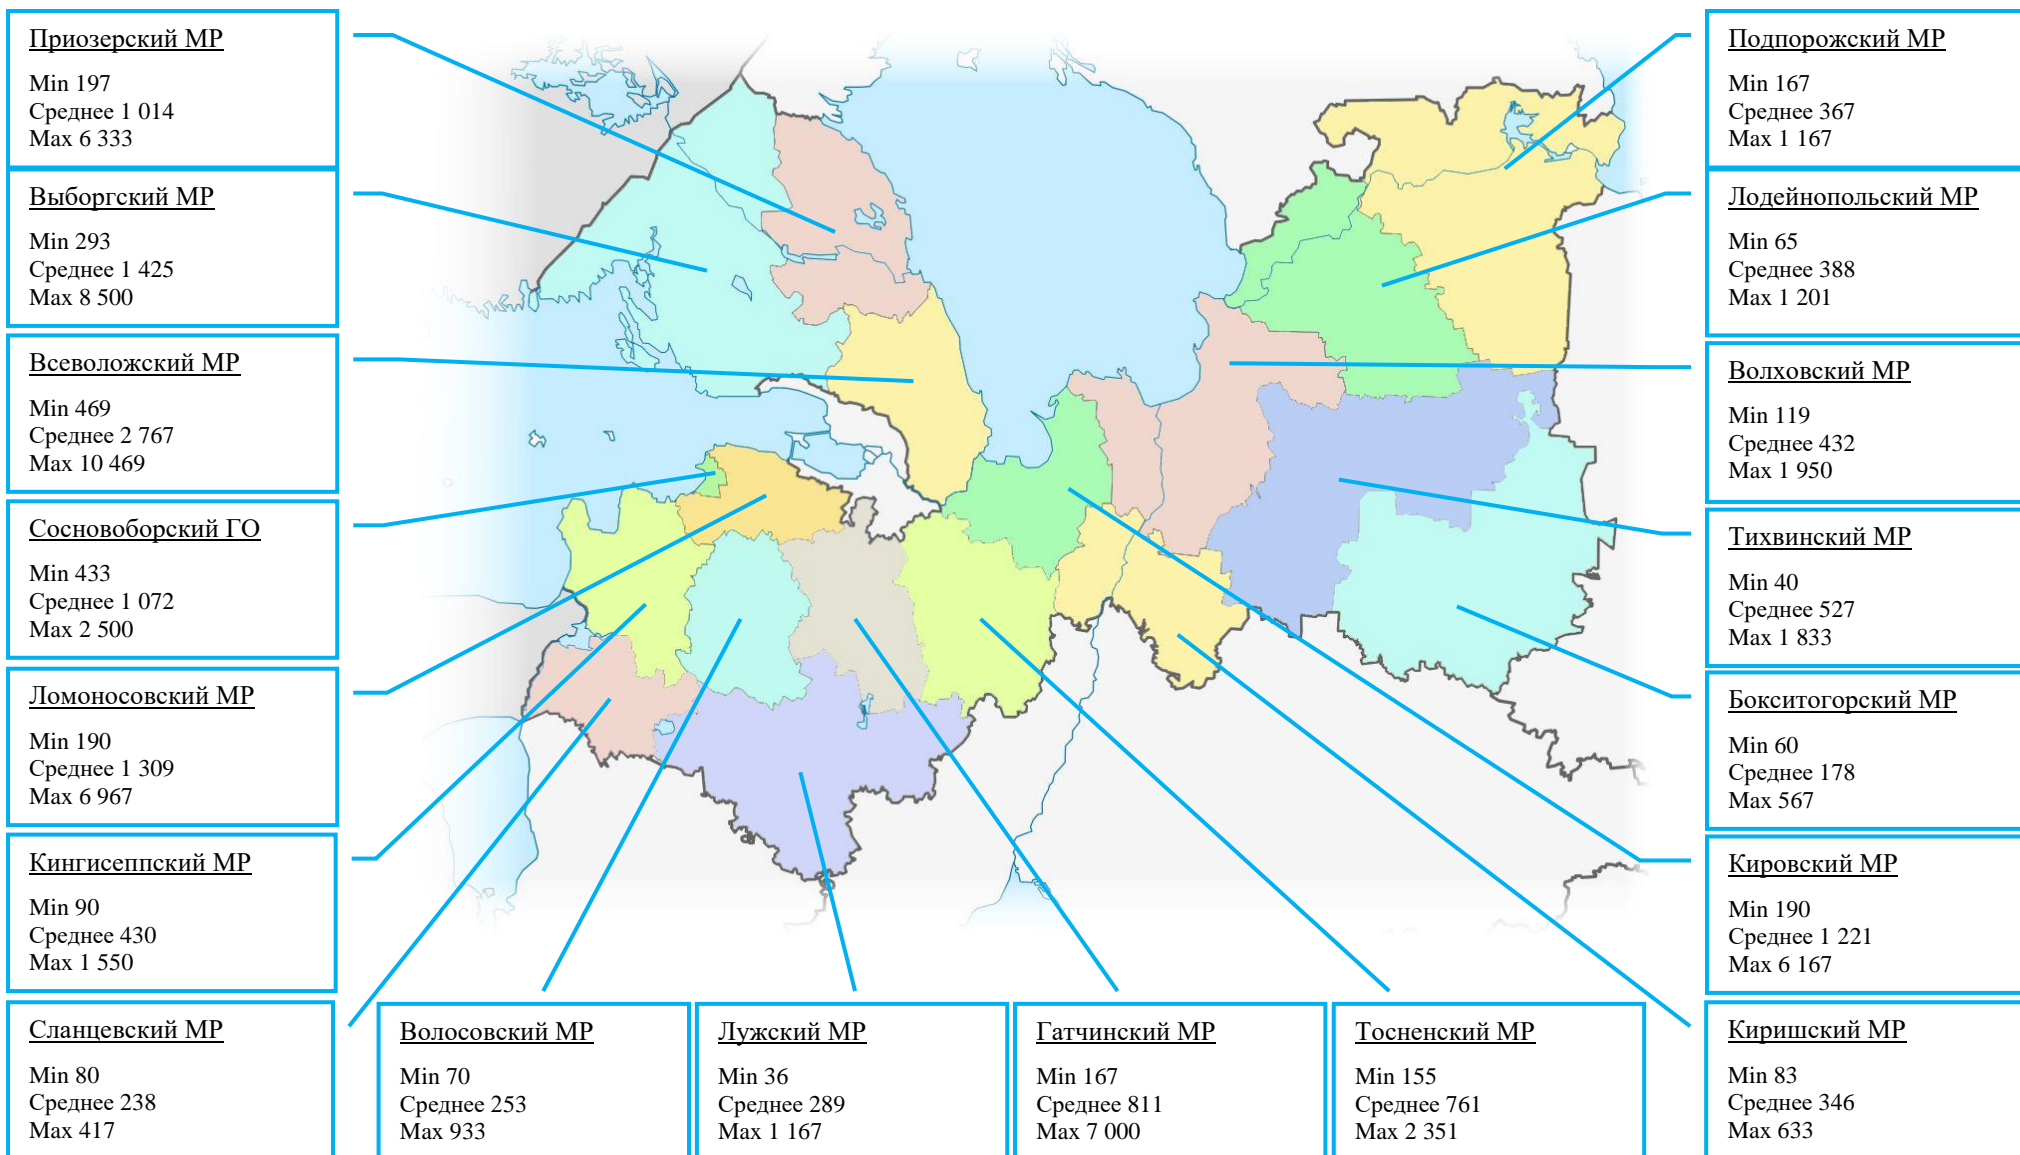 Приозерский МР
Min 197
Среднее 1 014
Max 6 333
Выборгский МР
Min 293
Среднее 1 425
Max 8 500
Всеволожский МР
Min 469
Среднее 2 767
Max 10 469
Сосновоборский ГО
Min 433
Среднее 1 072
Max 2 500
Ломоносовский МР
Min 190
Среднее 1 309
Max 6 967
Кингисеппский МР
Min 90
Среднее 430
Max 1 550
Сланцевский МР
Min 80
Среднее 238
Max 417
Волосовский МР
Min 70
Среднее 253
Max 933
Лужский МР
Min 36
Среднее 289
Max 1 167
Гатчинский МР
Min 167
Среднее 811
Max 7 000
Тосненский МР
Min 155
Среднее 761
Max 2 351
Подпорожский МР
Min 167
Среднее 367
Max 1 167
Лодейнопольский МР
Min 65
Среднее 388
Max 1 201
Волховский МР
Min 119
Среднее 432
Max 1 950
Тихвинский МР
Min 40
Среднее 527
Max 1 833
Бокситогорский МР
Min 60
Среднее 178
Max 567
Кировский МР
Min 190
Среднее 1 221
Max 6 167
Киришский МР
Min 83
Среднее 346
Max 633